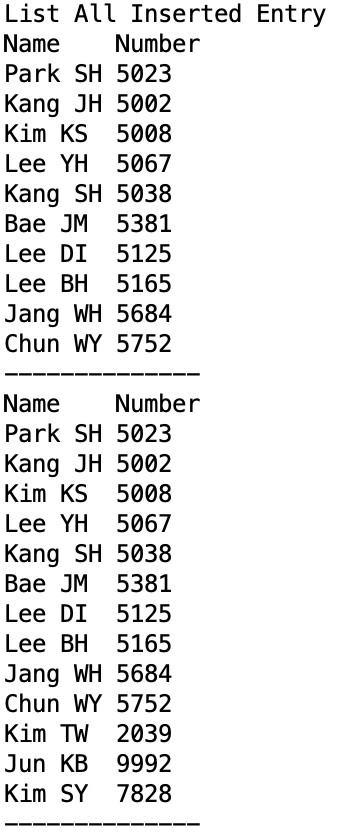 List All Inserted Entry
Name    Number
Park SH 5023
Kang JH 5002
Kim KS  5008
Lee YH  5067
Kang SH 5038
Bae JM  5381
Lee DI  5125
Lee BH  5165
Jang WH 5684
Chun WY 5752
--------------
Name    Number
Park SH 5023
Kang JH 5002
Kim KS  5008
Lee YH  5067
Kang SH 5038
Bae JM  5381
Lee DI  5125
Lee BH  5165
Jang WH 5684
Chun WY 5752
Kim TW  2039
Jun KB  9992
Kim SY  7828
--------------